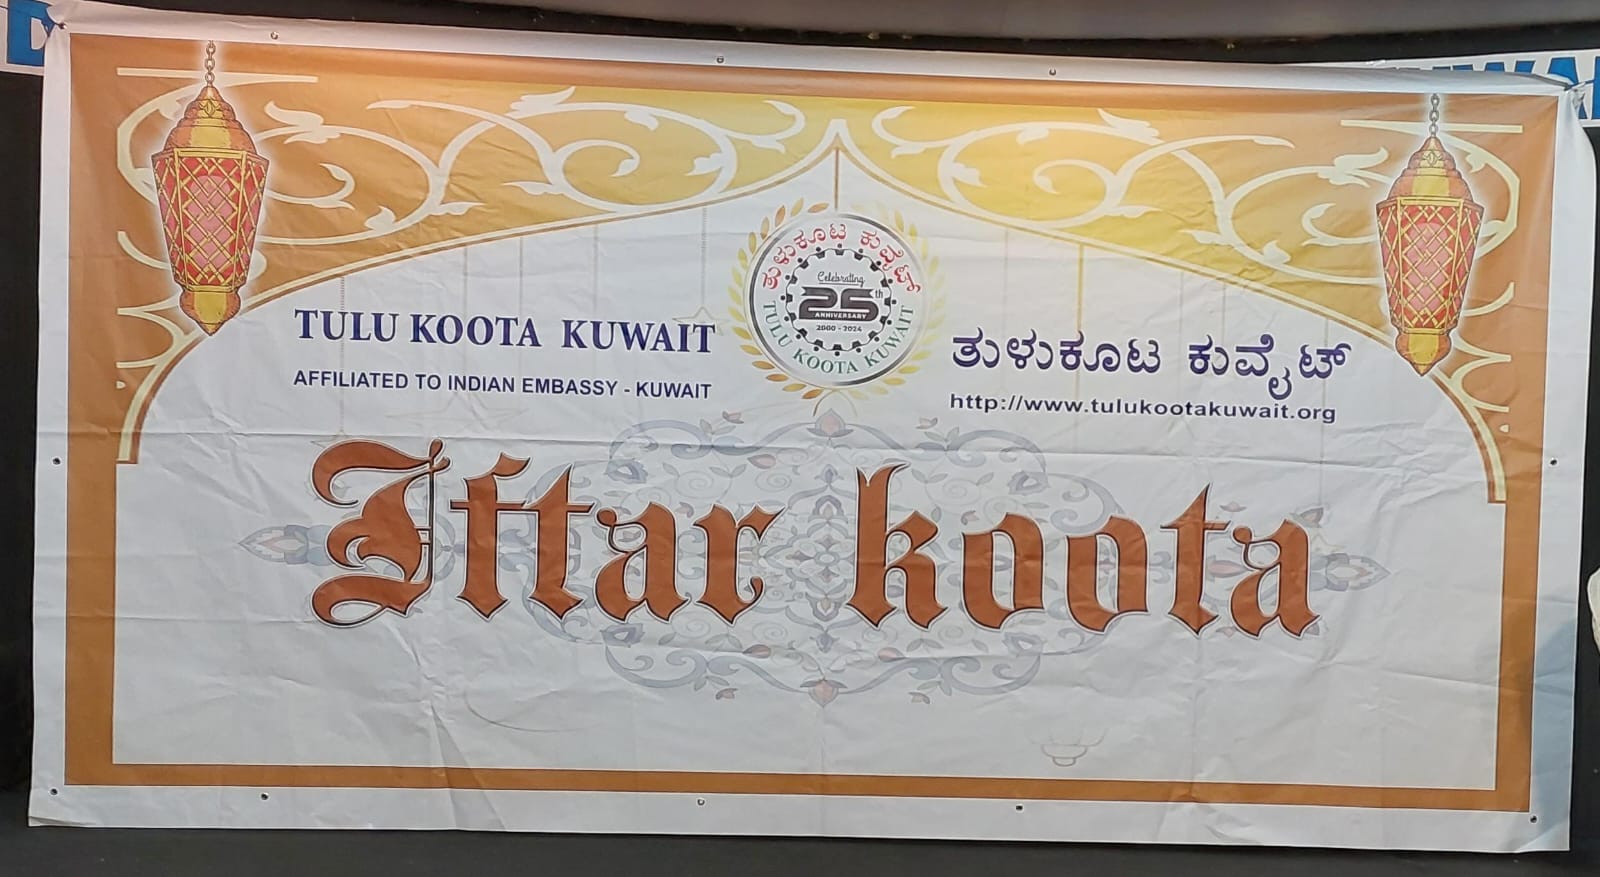 TULU KOOTA KUWAIT
AFFILIATED TO INDIAN EMBASSY - KUWAIT
ತುಳುಕೂಟ ಕುವೈಟ್
Celebrating
25th
ANNIVERSARY
2000 - 2024
TULU KOOTA KUWAIT
ತುಳುಕೂಟ ಕುವೈಟ್
http://www.tulukootakuwait.org
Iftar koota